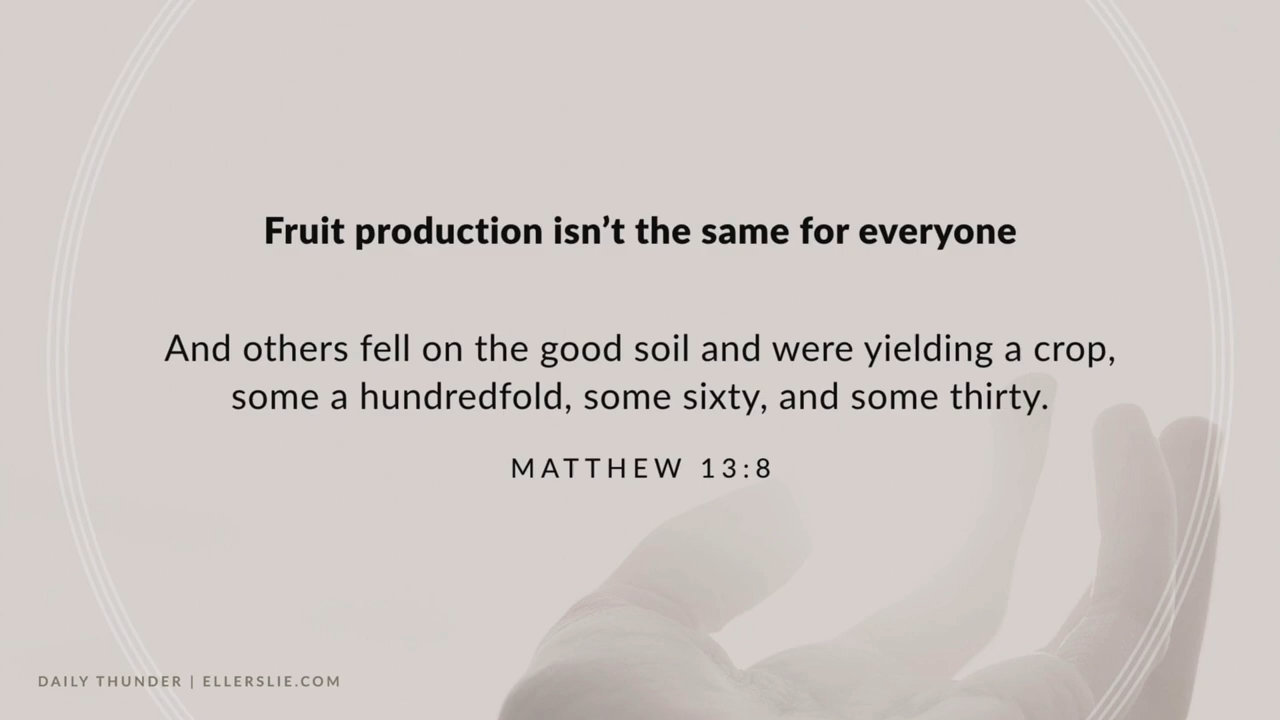 Fruit production isn’t the same for everyone
And others fell on the good soil and were yielding a crop,
some a hundredfold, some sixty, and some thirty.
MATTHEW 13:8
DAILY THUNDER | ELLERSLIE.COM